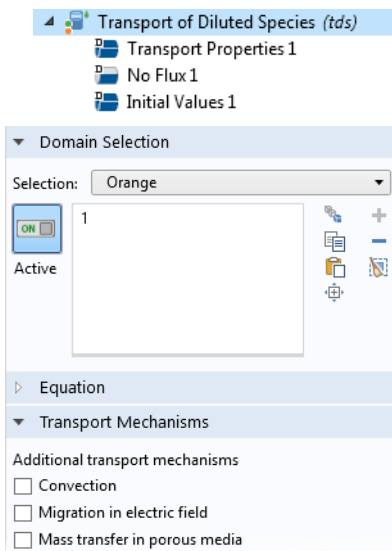 Transport of Diluted Species (tds)
Transport Properties 1
No Flux 1
Initial Values 1
Domain Selection
Selection: Orange
ON 1
Active
Equation
Transport Mechanisms
Additional transport mechanisms
Convection
Migration in electric field
Mass transfer in porous media